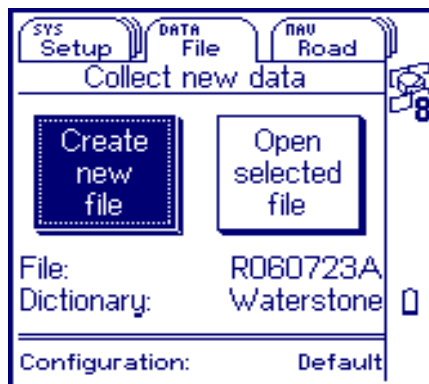 SYS DATA NAV
Setup File Road
Collect new data
Create new file
Open selected file
File: R060723A
Dictionary: Waterstone
Configuration: Default
8